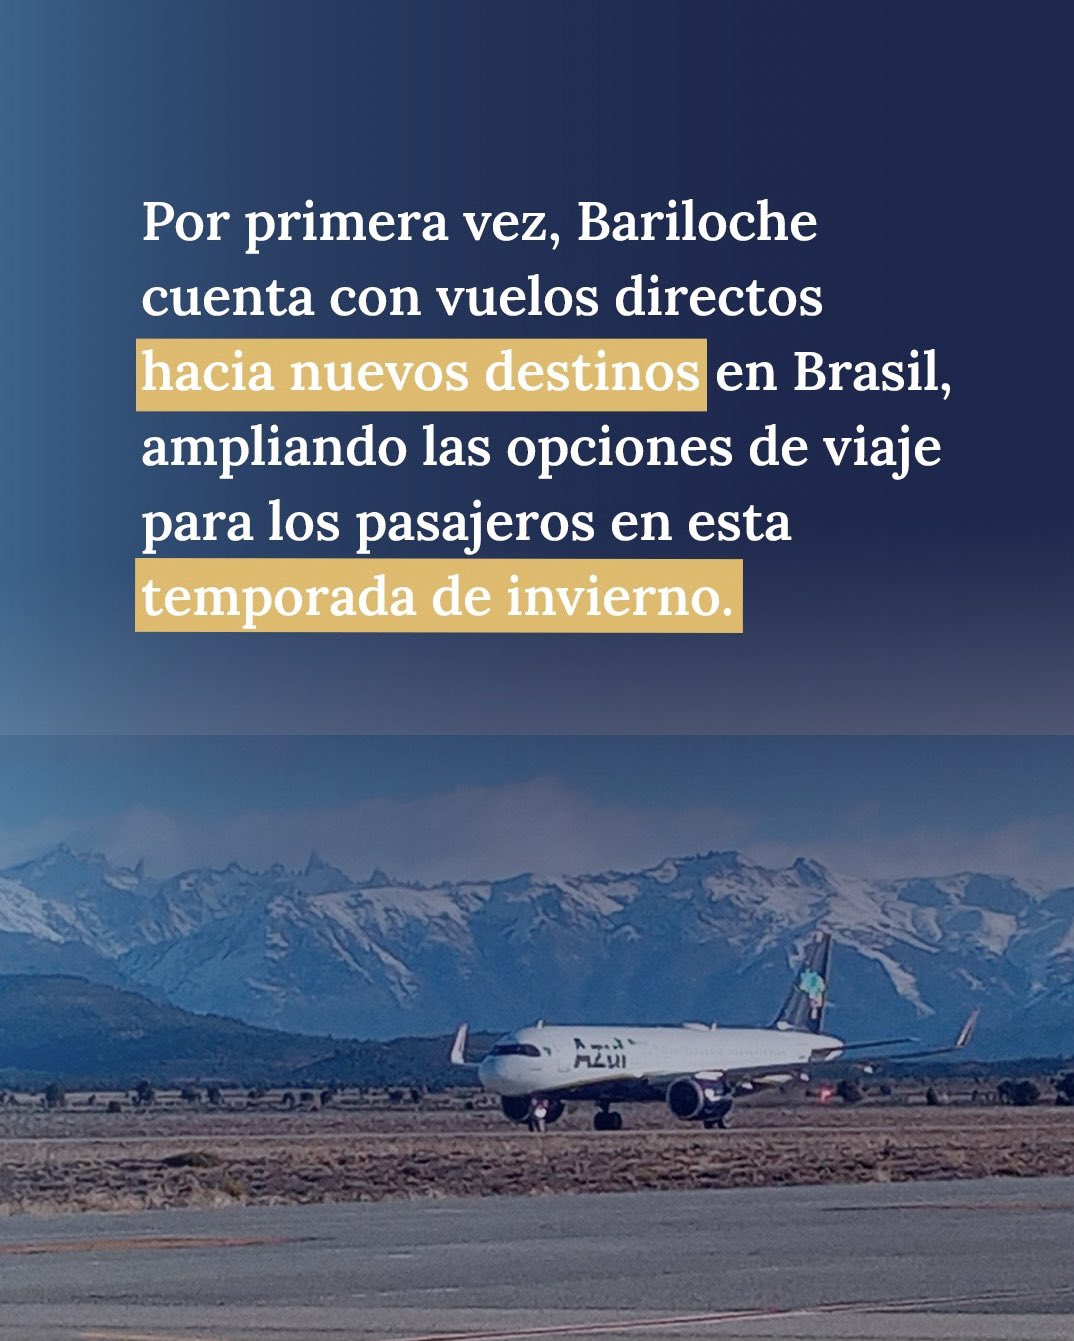 Por primera vez, Bariloche
cuenta con vuelos directos
hacia nuevos destinos en Brasil,
ampliando las opciones de viaje
para los pasajeros en esta
temporada de invierno.
Azul